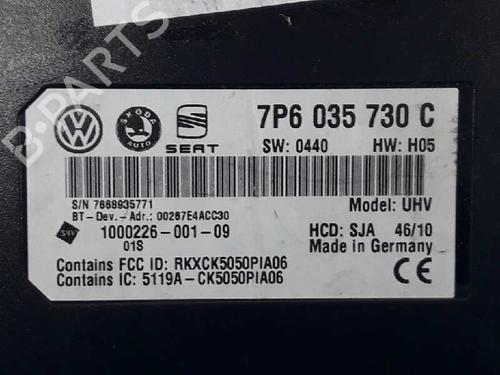 B-PARTS
SKODA
AUTO
SEAT
7P6 035 730 C
SW: 0440 HW: H05
S/N 7668935771
BT-Dev.-Adr.: 00267E4ACC30
Model: UHV
1000226-001-09
01S
HCD: SJA 46/10
Made in Germany
Contains FCC ID: RKXCK5050PIA06
Contains IC: 5119A-CK5050PIA06
CE